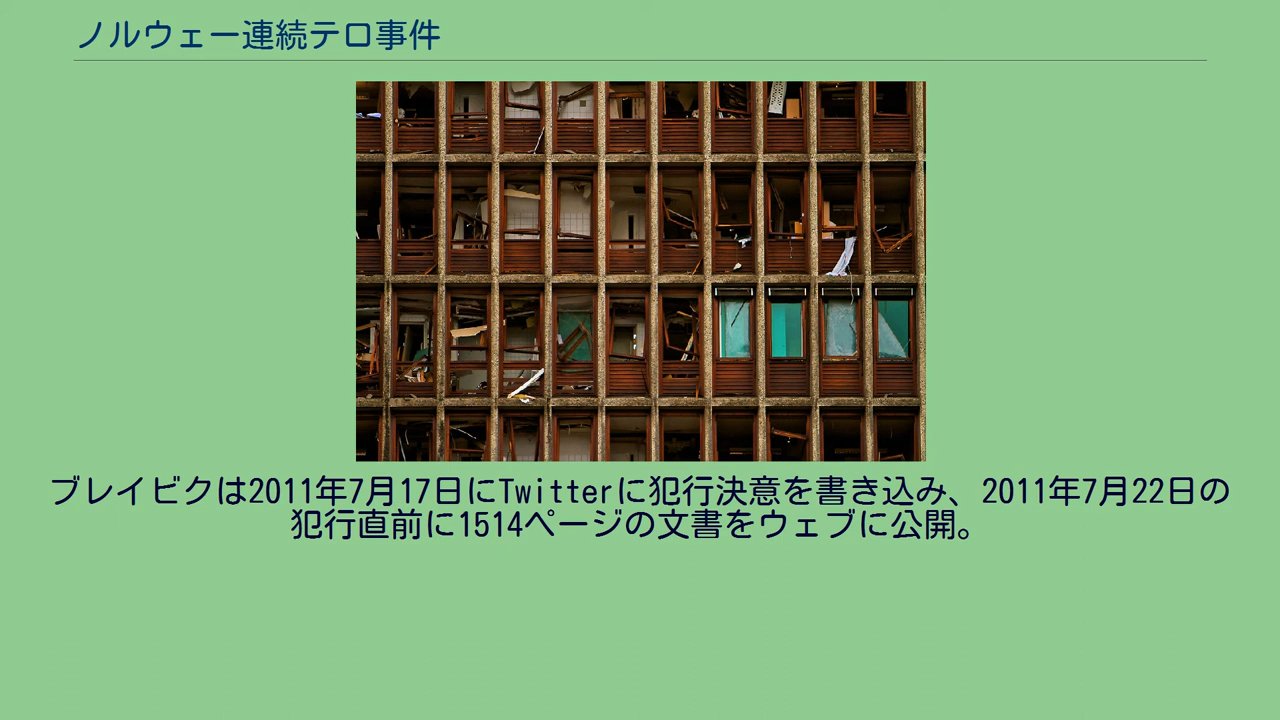 ノルウェー連続テロ事件
ブレイビクは2011年7月17日にTwitterに犯行決意を書き込み、2011年7月22日の
犯行直前に1514ページの文書をウェブに公開。